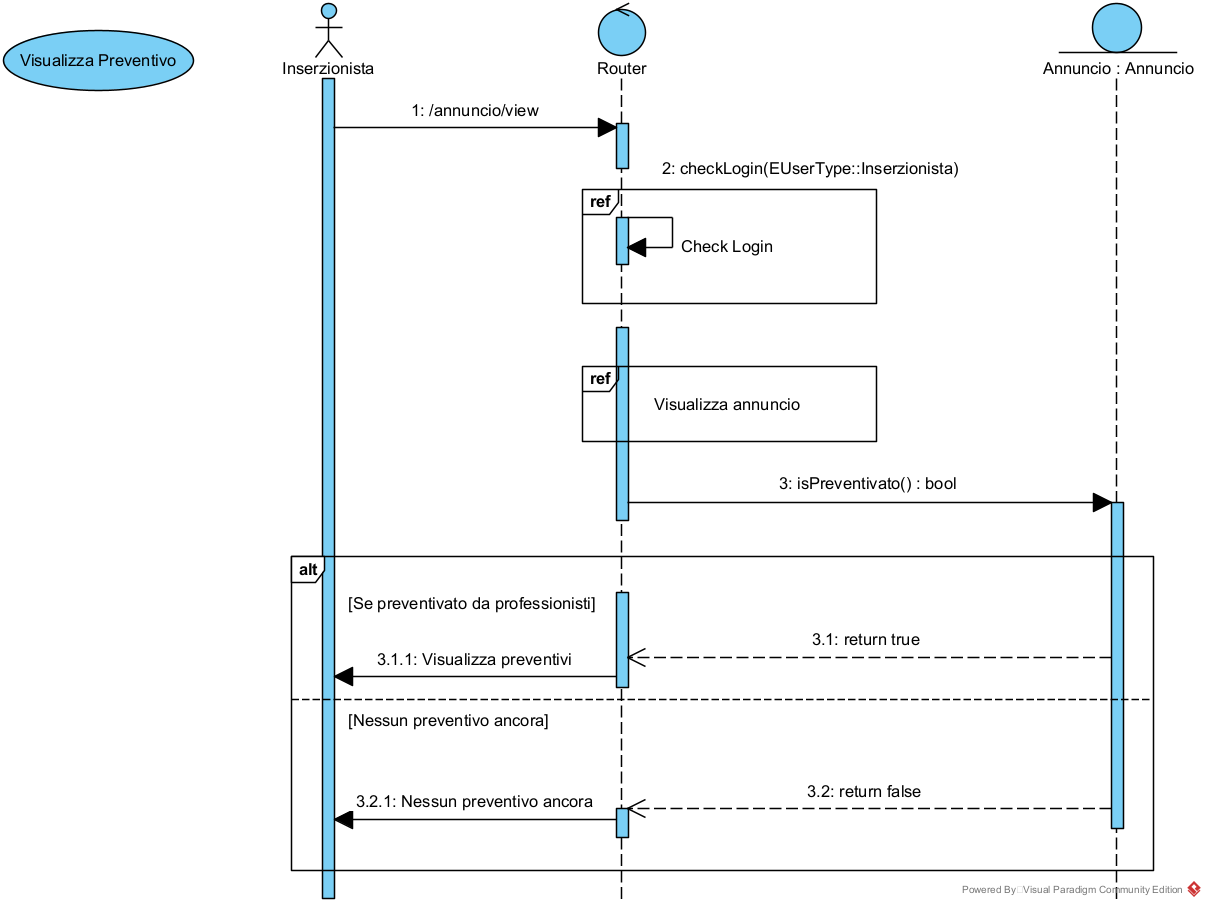 Visualizza Preventivo
Inserzionista
Router
Annuncio : Annuncio
1: /annuncio/view
2: checkLogin(EUserType::Inserzionista)
ref
Check Login
ref
Visualizza annuncio
3: isPreventivato() : bool
alt
[Se preventivato da professionisti]
3.1: return true
3.1.1: Visualizza preventivi
[Nessun preventivo ancora]
3.2: return false
3.2.1: Nessun preventivo ancora
Powered By Visual Paradigm Community Edition